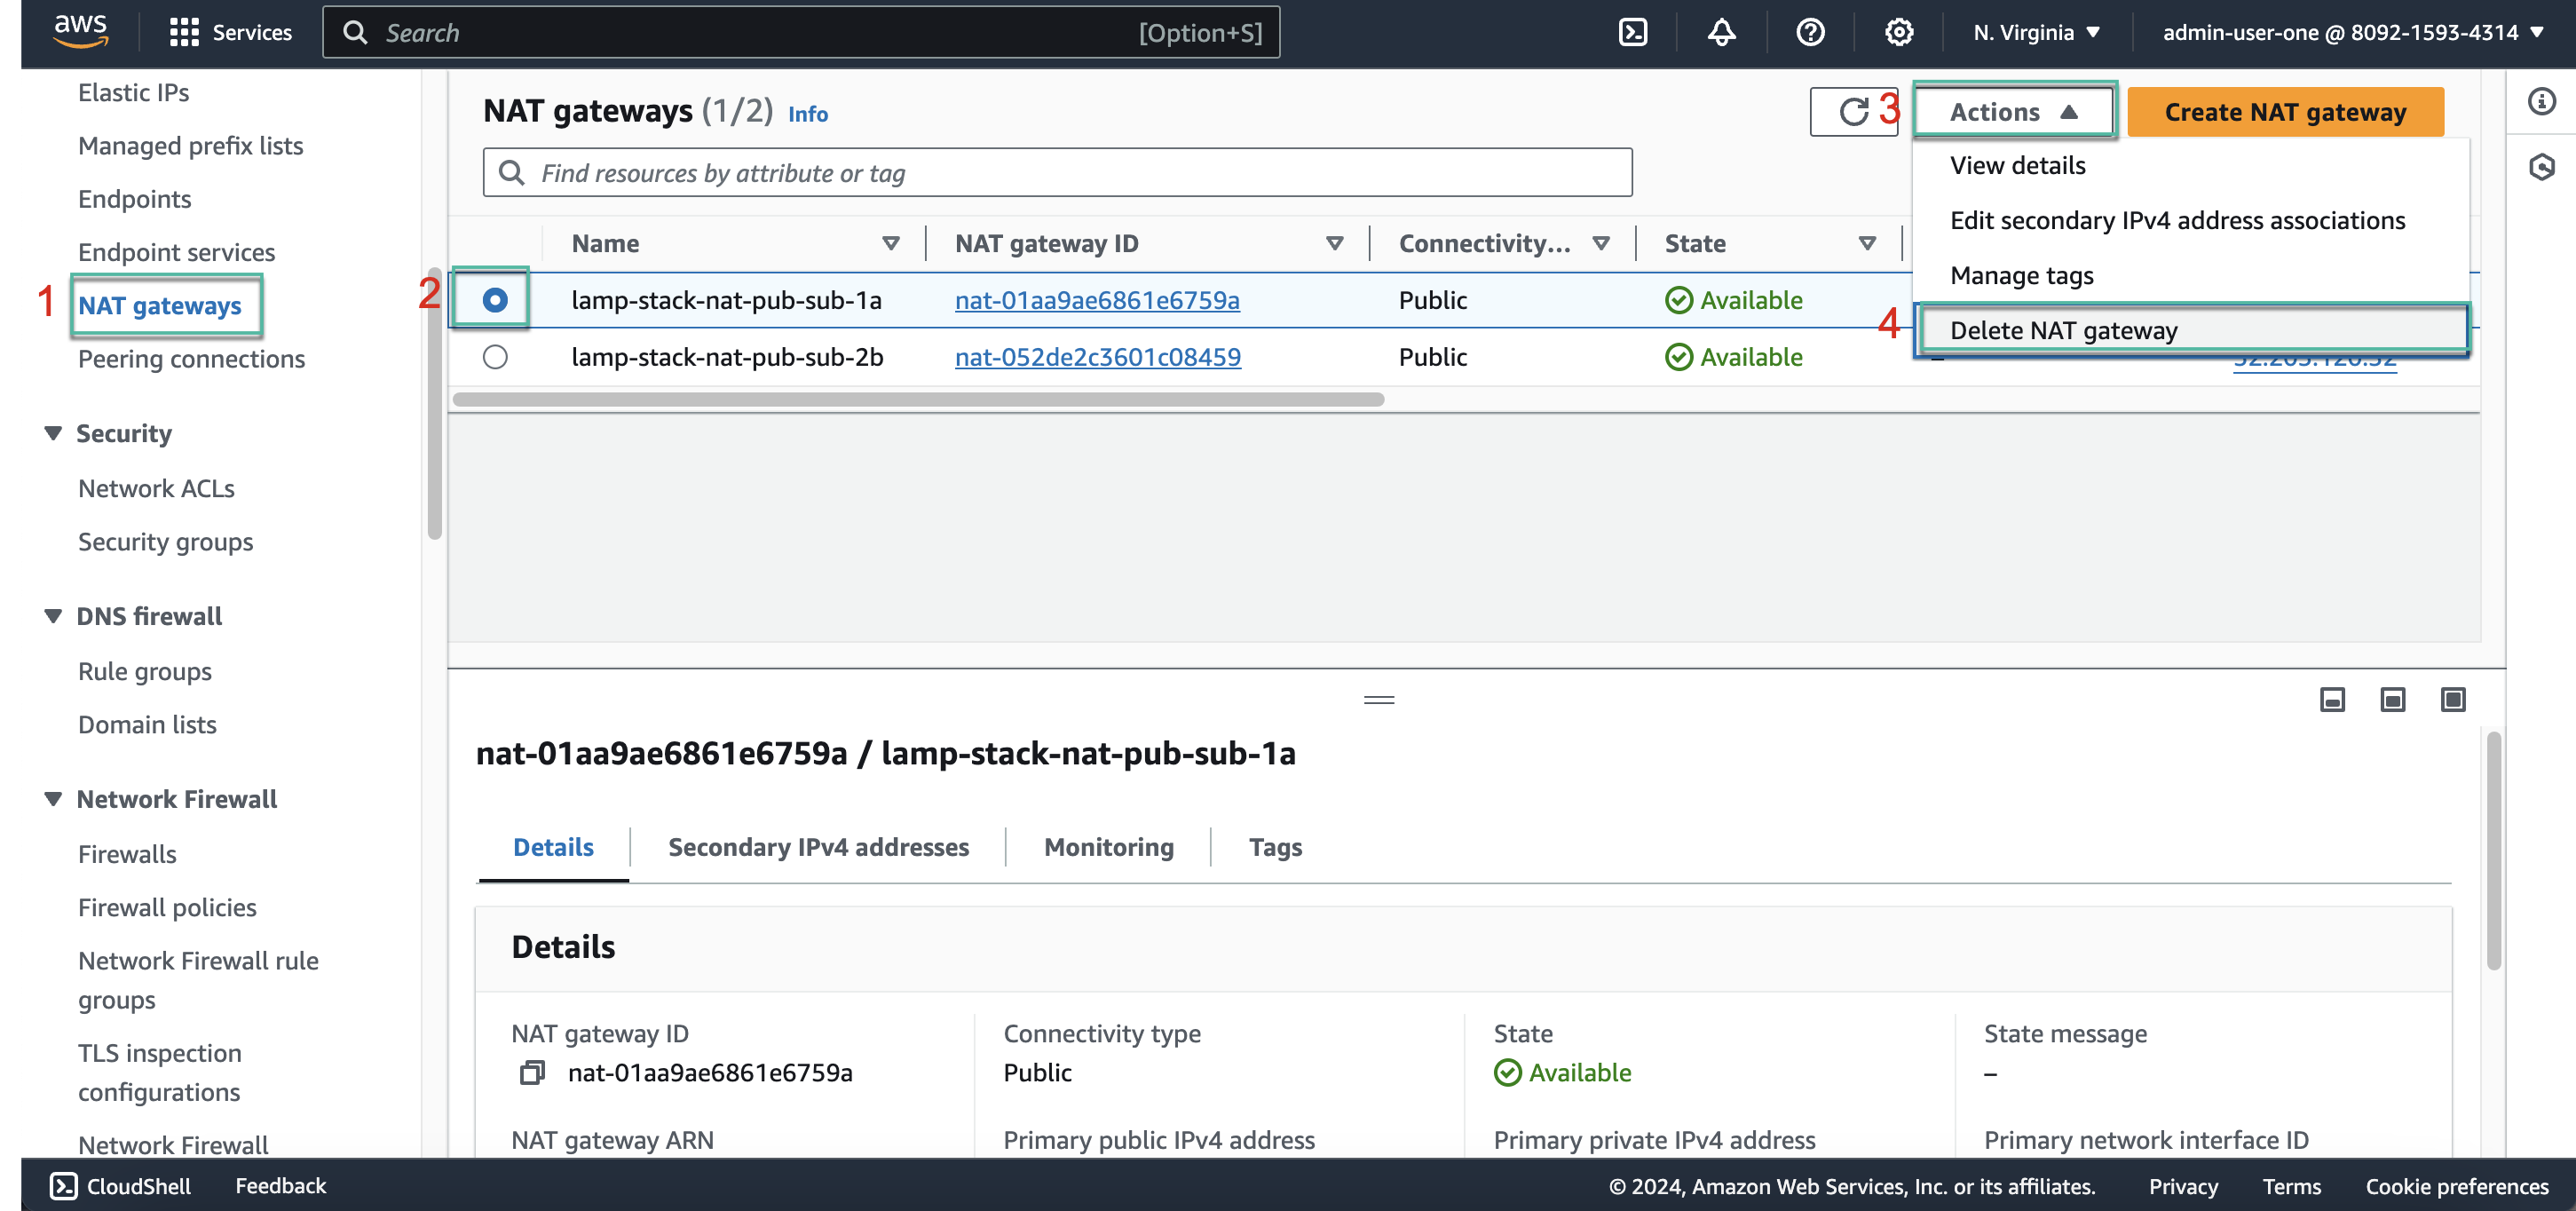 aws
Services
Search
[Option+S]
N. Virginia
admin-user-one @ 8092-1593-4314
Elastic IPs
Managed prefix lists
Endpoints
Endpoint services
1
NAT gateways
Peering connections
Security
Network ACLs
Security groups
DNS firewall
Rule groups
Domain lists
Network Firewall
Firewalls
Firewall policies
Network Firewall rule
groups
TLS inspection
configurations
Network Firewall
NAT gateways (1/2) Info
3
Actions
Create NAT gateway
Find resources by attribute or tag
View details
Edit secondary IPv4 address associations
Manage tags
4
Delete NAT gateway
Name
NAT gateway ID
Connectivity...
State
2
lamp-stack-nat-pub-sub-1a
nat-01aa9ae6861e6759a
Public
Available
lamp-stack-nat-pub-sub-2b
nat-052de2c3601c08459
Public
Available
–
nat-01aa9ae6861e6759a / lamp-stack-nat-pub-sub-1a
Details
Secondary IPv4 addresses
Monitoring
Tags
Details
NAT gateway ID
nat-01aa9ae6861e6759a
Connectivity type
Public
State
Available
State message
–
NAT gateway ARN
Primary public IPv4 address
Primary private IPv4 address
Primary network interface ID
CloudShell
Feedback
© 2024, Amazon Web Services, Inc. or its affiliates.
Privacy
Terms
Cookie preferences